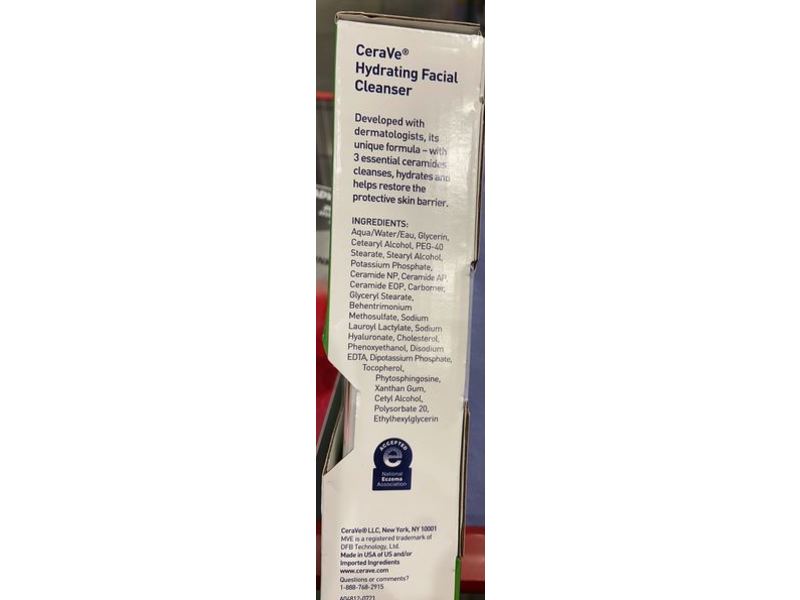 CeraVe®
Hydrating Facial
Cleanser
Developed with
dermatologists, its
unique formula – with
3 essential ceramides
cleanses, hydrates and
helps restore the
protective skin barrier.
INGREDIENTS:
Aqua/Water/Eau, Glycerin,
Cetearyl Alcohol, PEG-40
Stearate, Stearyl Alcohol,
Potassium Phosphate,
Ceramide NP, Ceramide AP,
Ceramide EOP, Carbomer,
Glyceryl Stearate,
Behentrimonium
Methosulfate, Sodium
Lauroyl Lactylate, Sodium
Hyaluronate, Cholesterol,
Phenoxyethanol, Disodium
EDTA, Dipotassium Phosphate,
Tocopherol,
Phytosphingosine,
Xanthan Gum,
Cetyl Alcohol,
Polysorbate 20,
Ethylhexylglycerin
ACCEPTED
e
National
Eczema
Association
CeraVe® LLC, New York, NY 10001
MVE is a registered trademark of
DFB Technology, Ltd.
Made in USA of US and/or
Imported Ingredients
www.cerave.com
Questions or comments?
1-888-768-2915